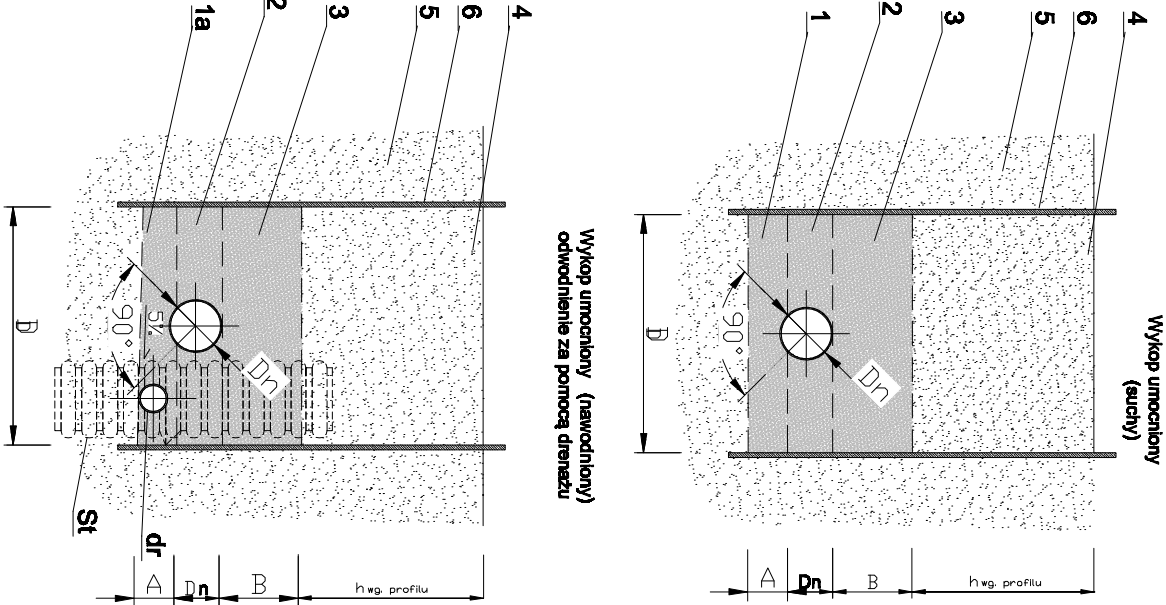 Wykop umocniony
(suchy)
4
6
5
3
2
1
Dn
90°
b
A
Dn
B
h wg. profilu
Wykop umocniony (nawodniony)
odwodnienie za pomocą drenażu
4
6
5
3
2
1a
Dn
90°
5%
b
St
dr
A
Dn
B
h wg. profilu